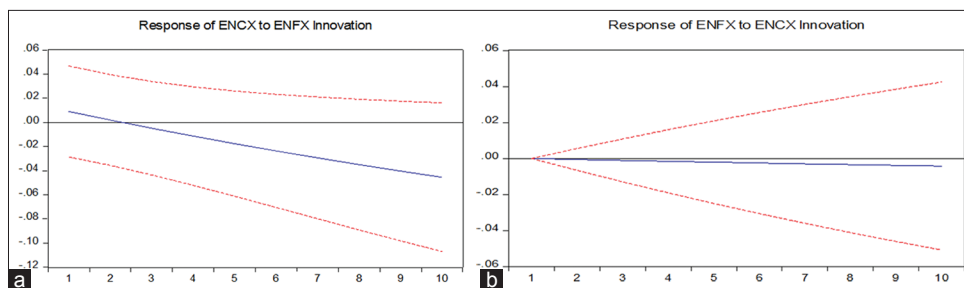 Response of ENCX to ENFX Innovation
.06
.04
.02
.00
-.02
-.04
-.06
-.08
-.10
-.12
1 2 3 4 5 6 7 8 9 10
a
Response of ENFX to ENCX Innovation
.06
.04
.02
.00
-.02
-.04
-.06
1 2 3 4 5 6 7 8 9 10
b